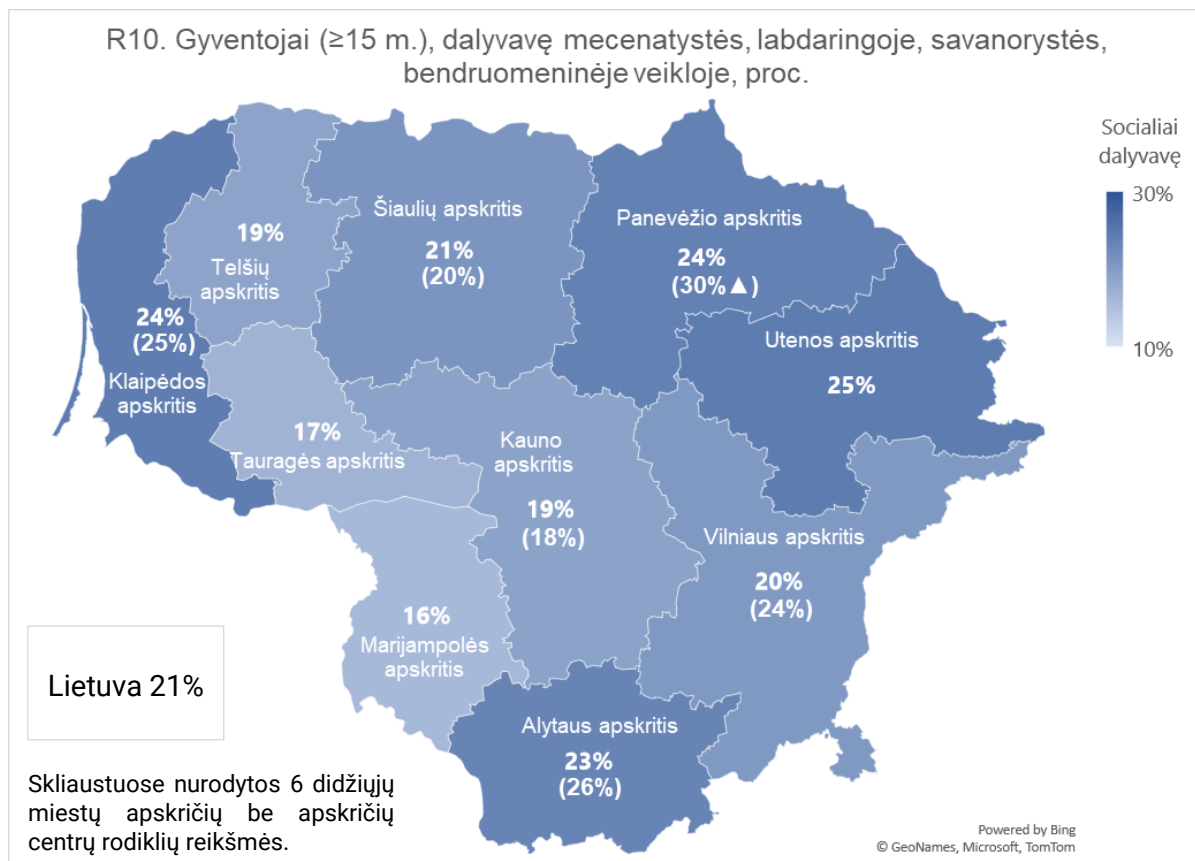 R10. Gyventojai (≥15 m.), dalyvavę mecenatystės, labdaringoje, savanorystės,
bendruomeninėje veikloje, proc.
Socialiai
dalyvavę
30%
10%
Šiaulių apskritis
21%
(20%)
Panevėžio apskritis
24%
(30%▲)
19%
Telšių
apskritis
24%
(25%)
Klaipėdos
apskritis
Utenos apskritis
25%
17%
Tauragės apskritis
Kauno
apskritis
19%
(18%)
Vilniaus apskritis
20%
(24%)
16%
Marijampolės
apskritis
Lietuva 21%
Alytaus apskritis
23%
(26%)
Skliaustuose nurodytos 6 didžiųjų
miestų apskričių be apskričių
centrų rodiklių reikšmės.
Powered by Bing
© GeoNames, Microsoft, TomTom